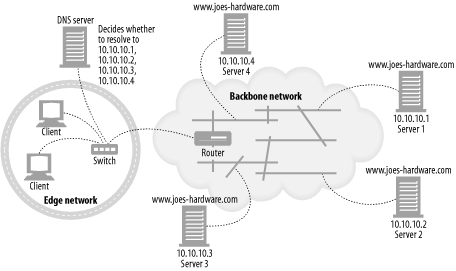 DNS server
Decides whether
to resolve to
10.10.10.1,
10.10.10.2,
10.10.10.3,
10.10.10.4
www.joes-hardware.com
10.10.10.4
Server 4
Backbone network
www.joes-hardware.com
10.10.10.1
Server 1
Client
Switch
Router
Client
Edge network
www.joes-hardware.com
10.10.10.2
Server 2
www.joes-hardware.com
10.10.10.3
Server 3